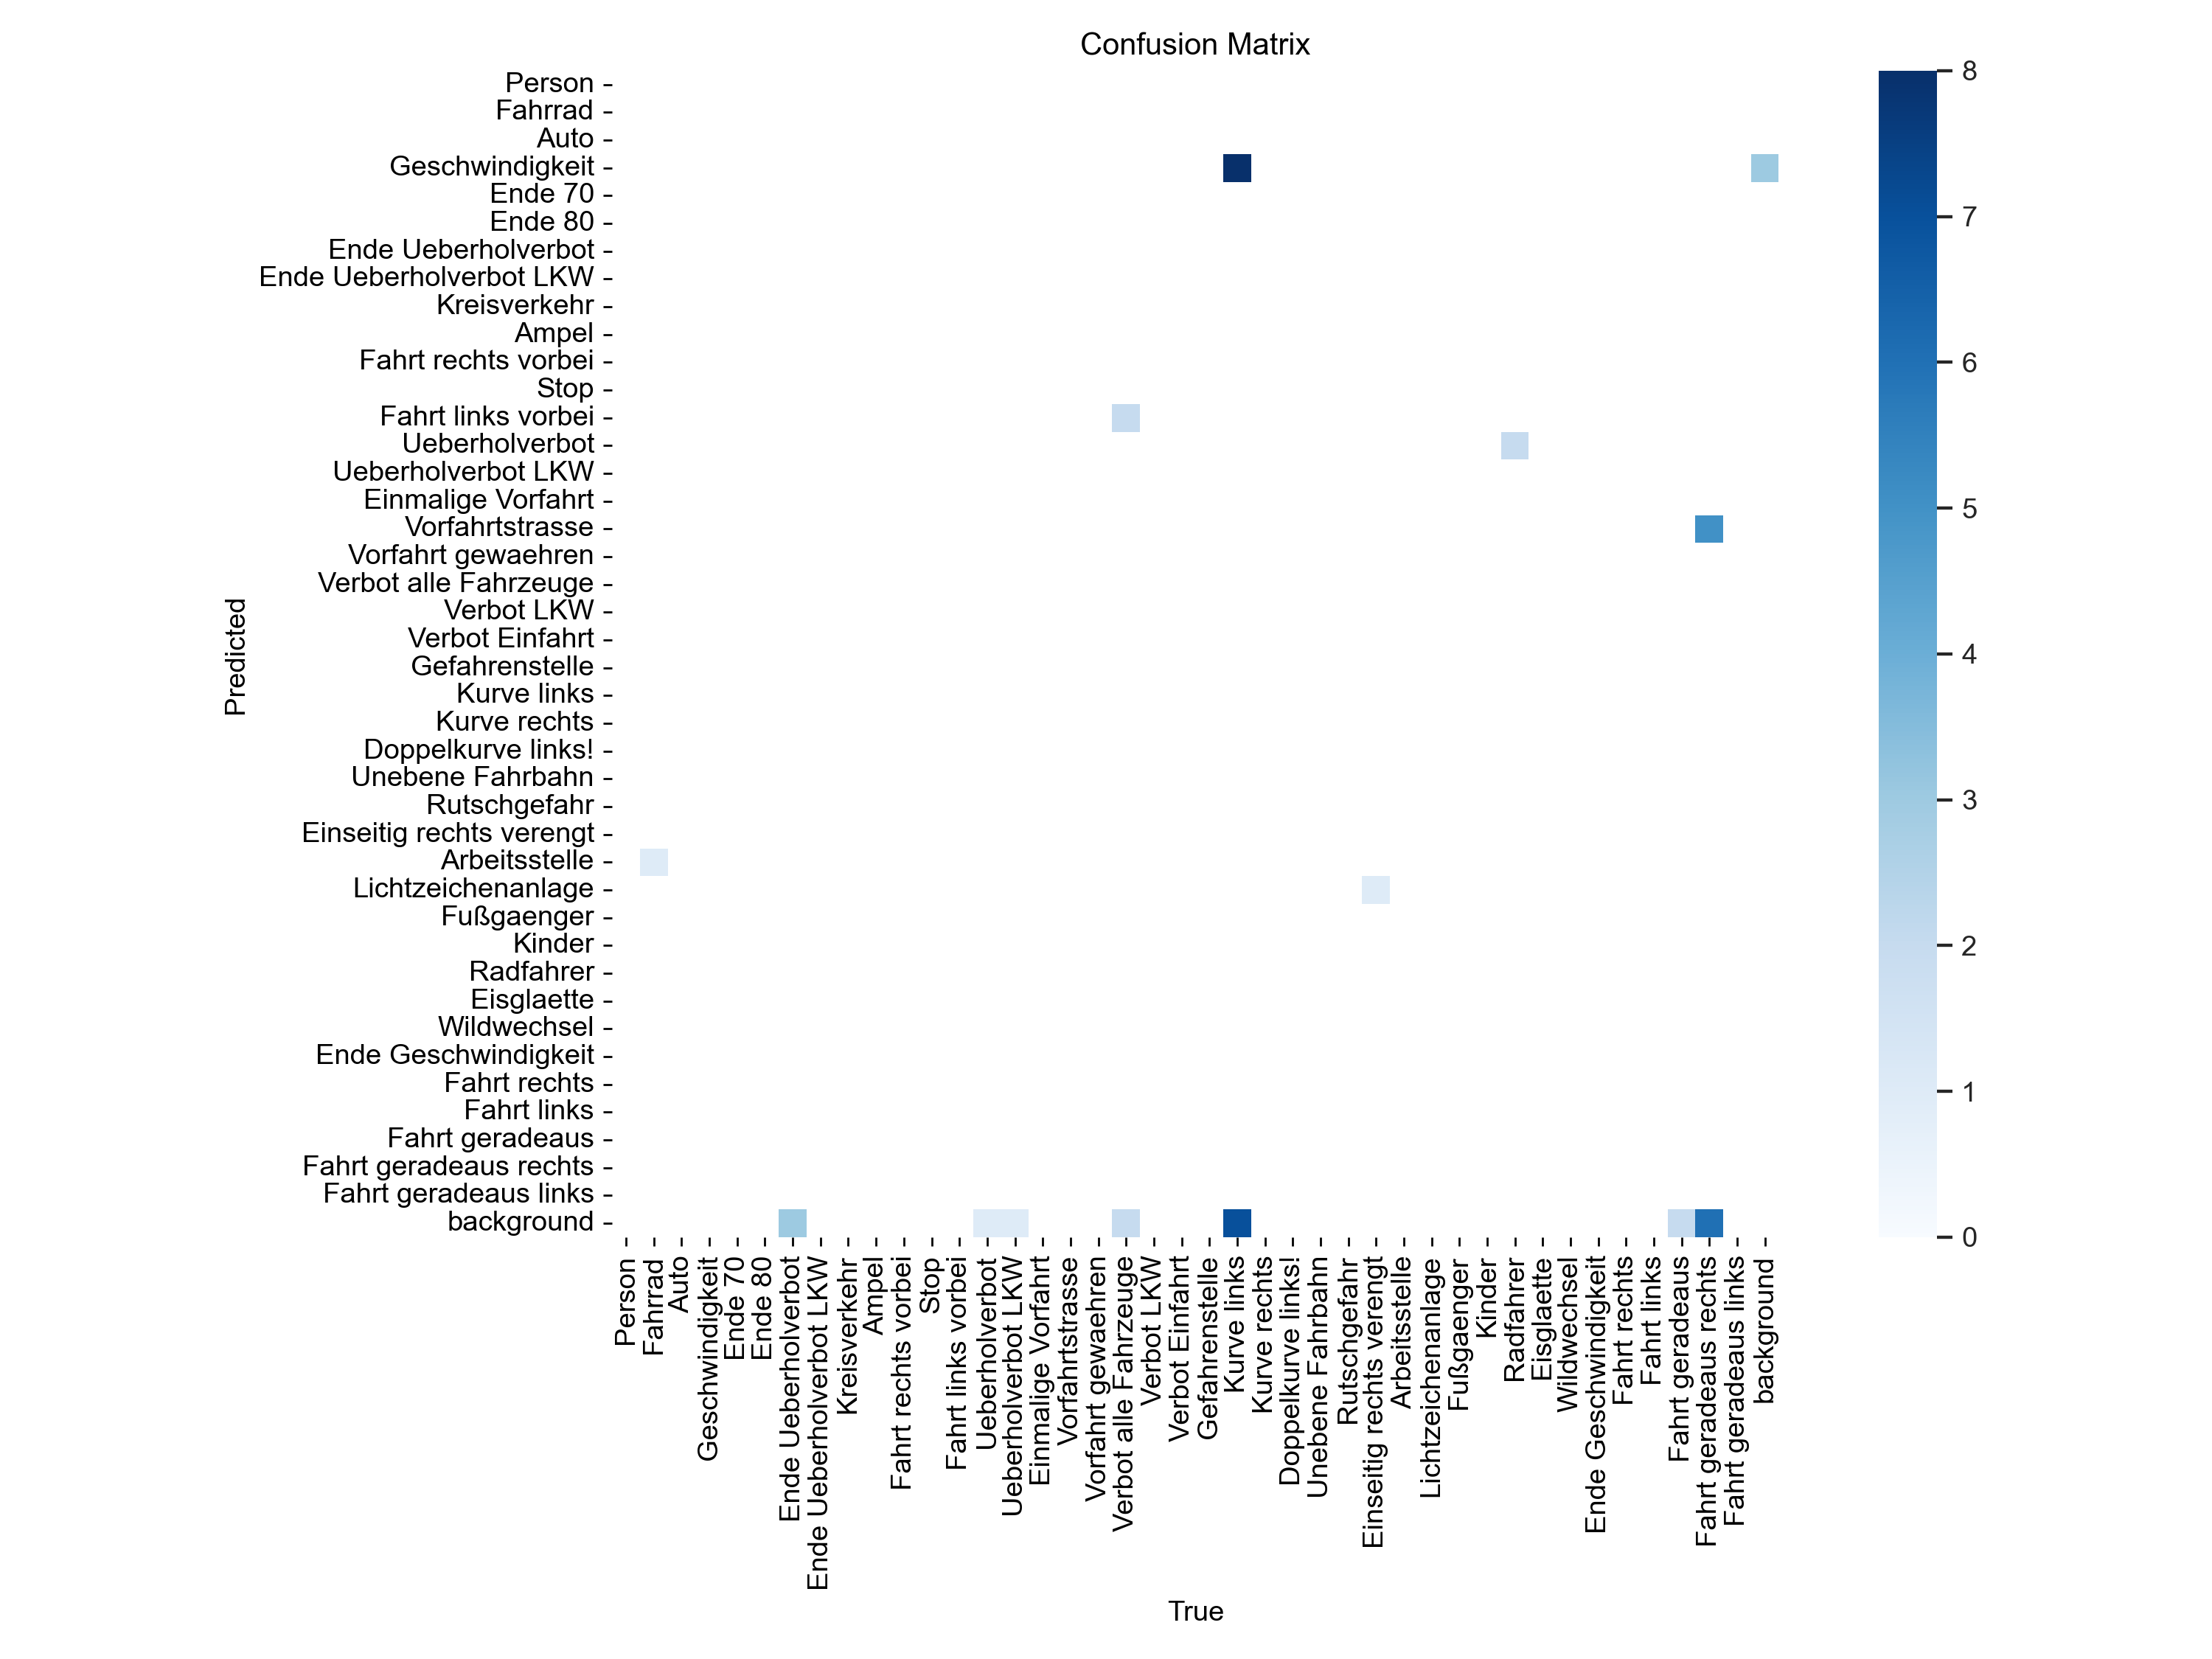 Confusion Matrix
Person
Fahrrad
Auto
Geschwindigkeit
Ende 70
Ende 80
Ende Ueberholverbot
Ende Ueberholverbot LKW
Kreisverkehr
Ampel
Fahrt rechts vorbei
Stop
Fahrt links vorbei
Ueberholverbot
Ueberholverbot LKW
Einmalige Vorfahrt
Vorfahrtstrasse
Vorfahrt gewaehren
Verbot alle Fahrzeuge
Verbot LKW
Verbot Einfahrt
Gefahrenstelle
Kurve links
Kurve rechts
Doppelkurve links!
Unebene Fahrbahn
Rutschgefahr
Einseitig rechts verengt
Arbeitsstelle
Lichtzeichenanlage
Fußgaenger
Kinder
Radfahrer
Eisglaette
Wildwechsel
Ende Geschwindigkeit
Fahrt rechts
Fahrt links
Fahrt geradeaus
Fahrt geradeaus rechts
Fahrt geradeaus links
background
Predicted
Person
Fahrrad
Auto
Geschwindigkeit
Ende 70
Ende 80
Ende Ueberholverbot
Ende Ueberholverbot LKW
Kreisverkehr
Ampel
Fahrt rechts vorbei
Stop
Fahrt links vorbei
Ueberholverbot
Ueberholverbot LKW
Einmalige Vorfahrt
Vorfahrtstrasse
Vorfahrt gewaehren
Verbot alle Fahrzeuge
Verbot LKW
Verbot Einfahrt
Gefahrenstelle
Kurve links
Kurve rechts
Doppelkurve links!
Unebene Fahrbahn
Rutschgefahr
Einseitig rechts verengt
Arbeitsstelle
Lichtzeichenanlage
Fußgaenger
Kinder
Radfahrer
Eisglaette
Wildwechsel
Ende Geschwindigkeit
Fahrt rechts
Fahrt links
Fahrt geradeaus
Fahrt geradeaus rechts
Fahrt geradeaus links
background
True
8
7
6
5
4
3
2
1
0